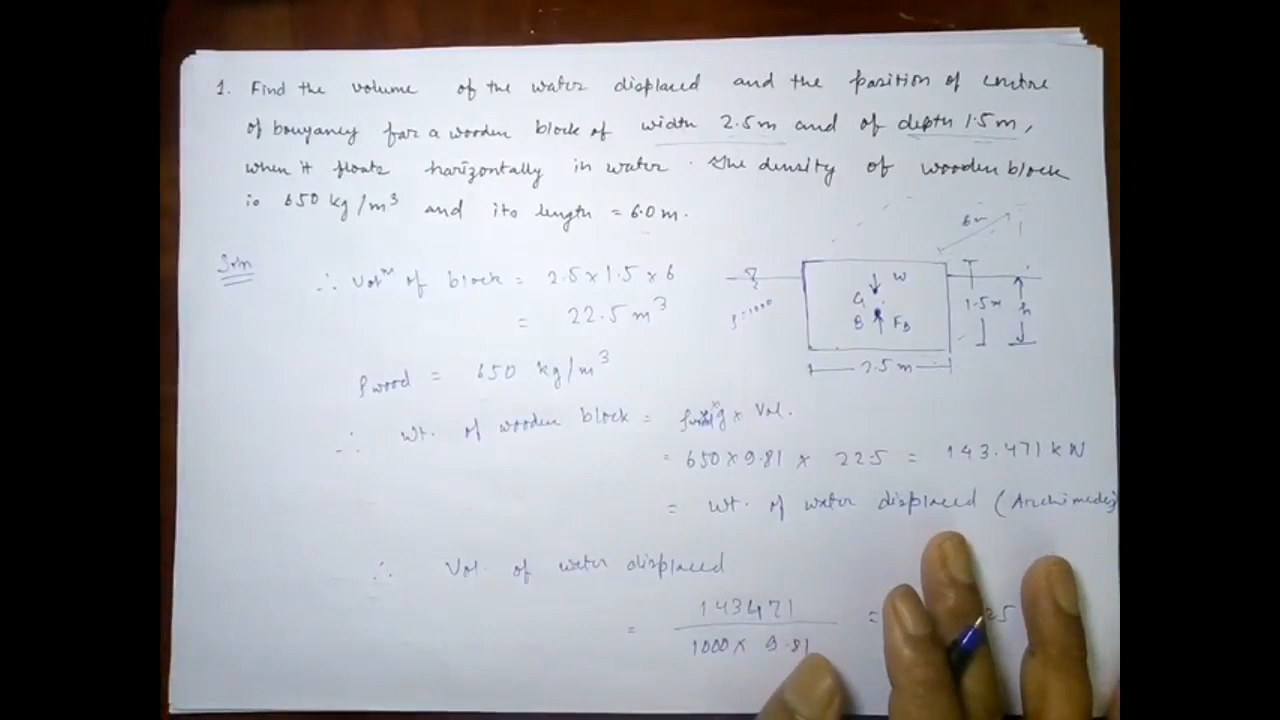 1. Find the volume of the water displaced and the position of centre
of bouyancy for a wooden block of width 2.5m and of depth 1.5m,
when it floats horizontally in water. The density of wooden block
is 650 kg/m³ and its length = 6.0 m.
Soln
6m
∴ Volm of block = 2.5 × 1.5 × 6
= 22.5 m³
ρ=1000
W
G
B
FB
1.5m
h
2.5 m
ρwood = 650 kg/m³
∴ Wt. of wooden block = ρwood × g × Vol.
= 650 × 9.81 × 22.5 = 143.471 kN
= Wt. of water displaced (Archimedes
∴ Vol. of water displaced
= 143471 / 1000 × 9.81 =